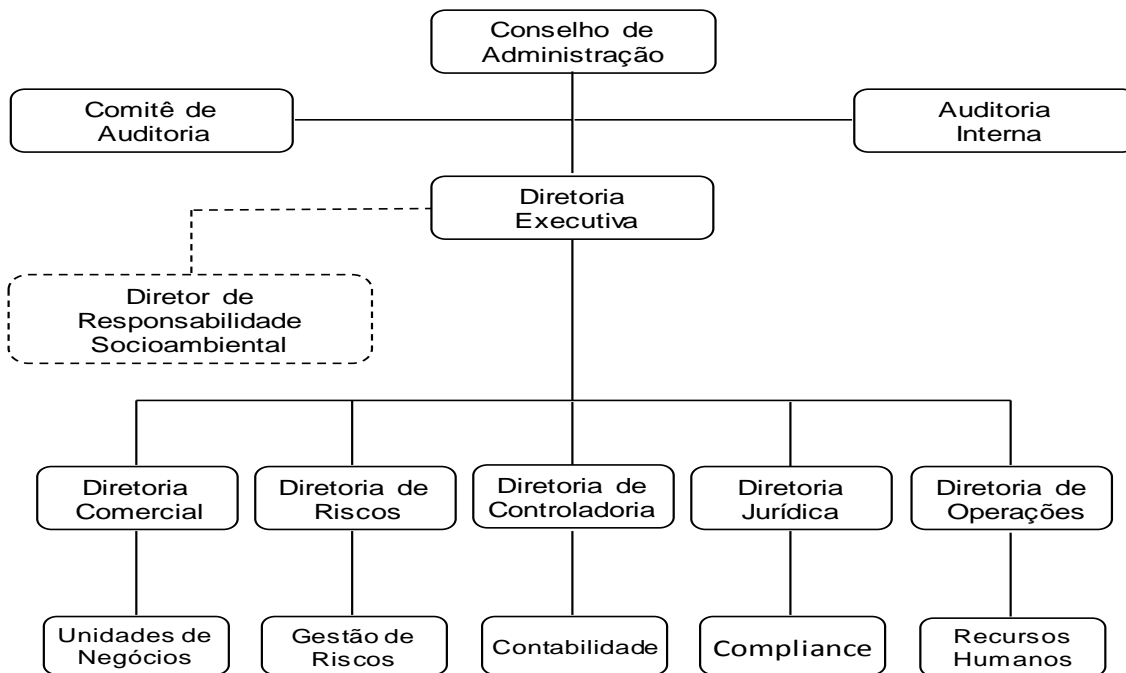 Conselho de
Administração
Comitê de
Auditoria
Auditoria
Interna
Diretoria
Executiva
Diretor de
Responsabilidade
Socioambiental
Diretoria
Comercial
Diretoria de
Riscos
Diretoria de
Controladoria
Diretoria
Jurídica
Diretoria de
Operações
Unidades de
Negócios
Gestão de
Riscos
Contabilidade
Compliance
Recursos
Humanos